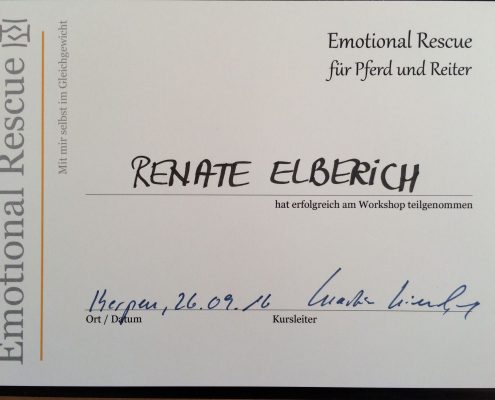 Emotional Rescue
Mit mir selbst im Gleichgewicht
Emotional Rescue
für Pferd und Reiter
RENATE ELBERICH
hat erfolgreich am Workshop teilgenommen
Kerpen, 26.09.16
Ort / Datum
Kursleiter